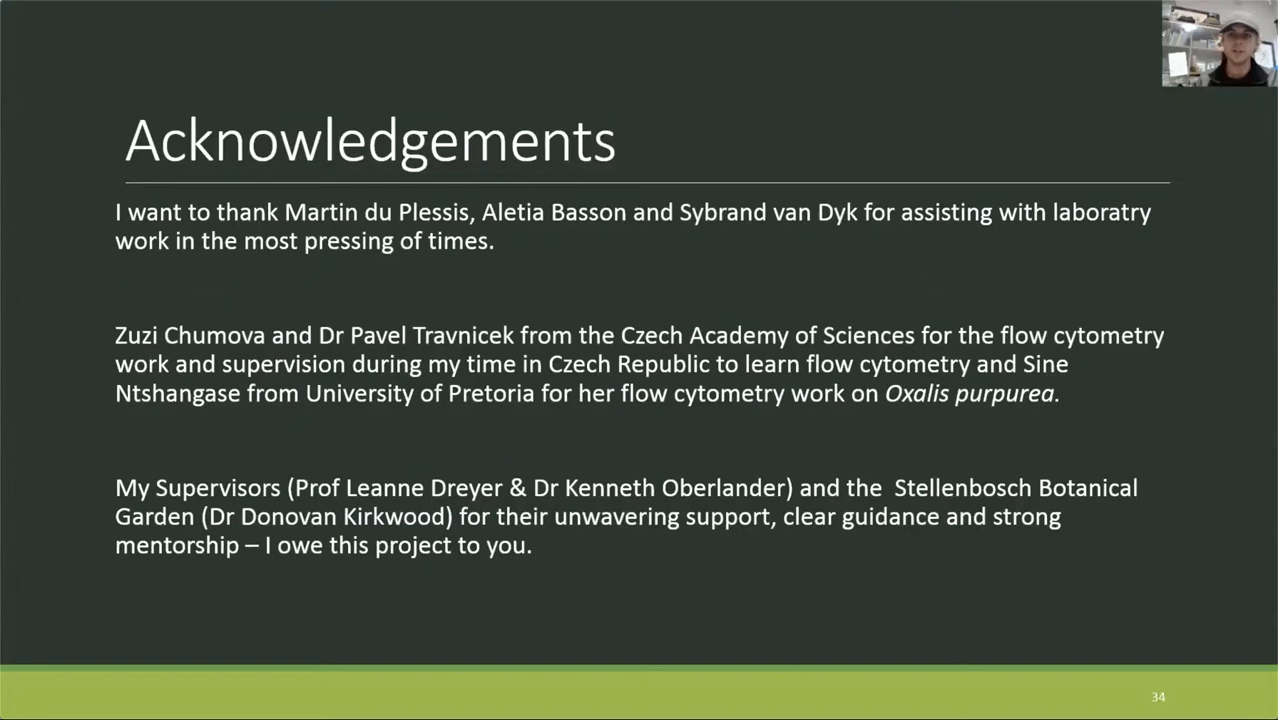 Acknowledgements
I want to thank Martin du Plessis, Aletia Basson and Sybrand van Dyk for assisting with laboratry
work in the most pressing of times.
Zuzi Chumova and Dr Pavel Travnicek from the Czech Academy of Sciences for the flow cytometry
work and supervision during my time in Czech Republic to learn flow cytometry and Sine
Ntshangase from University of Pretoria for her flow cytometry work on Oxalis purpurea.
My Supervisors (Prof Leanne Dreyer & Dr Kenneth Oberlander) and the  Stellenbosch Botanical
Garden (Dr Donovan Kirkwood) for their unwavering support, clear guidance and strong
mentorship – I owe this project to you.
34